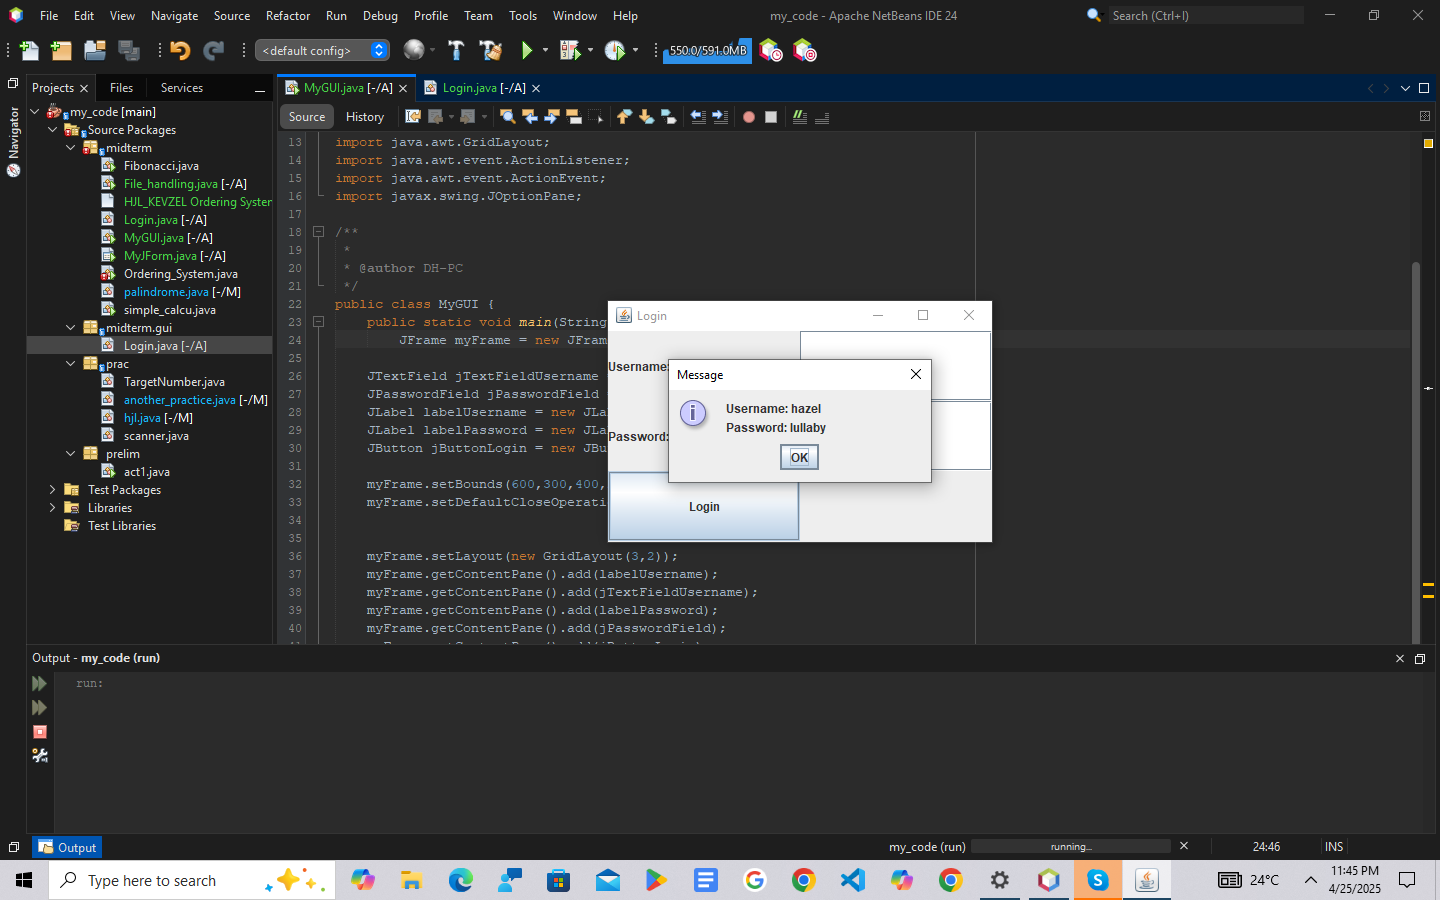 File Edit View Navigate Source Refactor Run Debug Profile Team Tools Window Help
my_code - Apache NetBeans IDE 24
Search (Ctrl+I)
<default config>
550.0/591.0MB
Projects Files Services
MyGUI.java [-/A]
Login.java [-/A]
Navigator
my_code [main]
Source Packages
midterm
Fibonacci.java
File_handling.java [-/A]
HJL_KEVZEL Ordering System
Login.java [-/A]
MyGUI.java [-/A]
MyJForm.java [-/A]
Ordering_System.java
palindrome.java [-/M]
simple_calcu.java
midterm.gui
Login.java [-/A]
prac
TargetNumber.java
another_practice.java [-/M]
hjl.java [-/M]
scanner.java
prelim
act1.java
Test Packages
Libraries
Test Libraries
Source History
13 import java.awt.GridLayout;
14 import java.awt.event.ActionListener;
15 import java.awt.event.ActionEvent;
16 import javax.swing.JOptionPane;
17
18 /**
19 *
20 * @author DH-PC
21 */
22 public class MyGUI {
23 public static void main(String
24 JFrame myFrame = new JFram
25
26 JTextField jTextFieldUsername
27 JPasswordField jPasswordField
28 JLabel labelUsername = new JLa
29 JLabel labelPassword = new JLa
30 JButton jButtonLogin = new JBu
31
32 myFrame.setBounds(600,300,400,
33 myFrame.setDefaultCloseOperati
34
35
36 myFrame.setLayout(new GridLayout(3,2));
37 myFrame.getContentPane().add(labelUsername);
38 myFrame.getContentPane().add(jTextFieldUsername);
39 myFrame.getContentPane().add(labelPassword);
40 myFrame.getContentPane().add(jPasswordField);
Login
Username:
Password:
Login
Message
Username: hazel
Password: lullaby
OK
Output - my_code (run)
run:
Output
my_code (run)
running...
24:46
INS
Type here to search
24°C
11:45 PM
4/25/2025